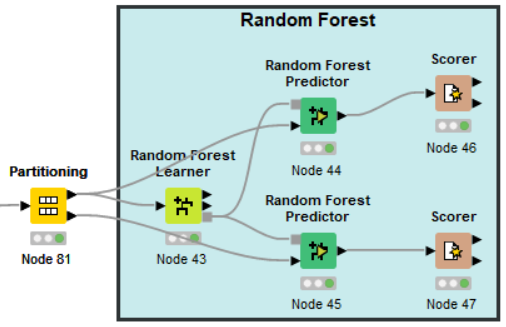 Random Forest
Random Forest
Predictor
Scorer
Node 44
Node 46
Partitioning
Random Forest
Learner
Node 81
Node 43
Random Forest
Predictor
Scorer
Node 45
Node 47